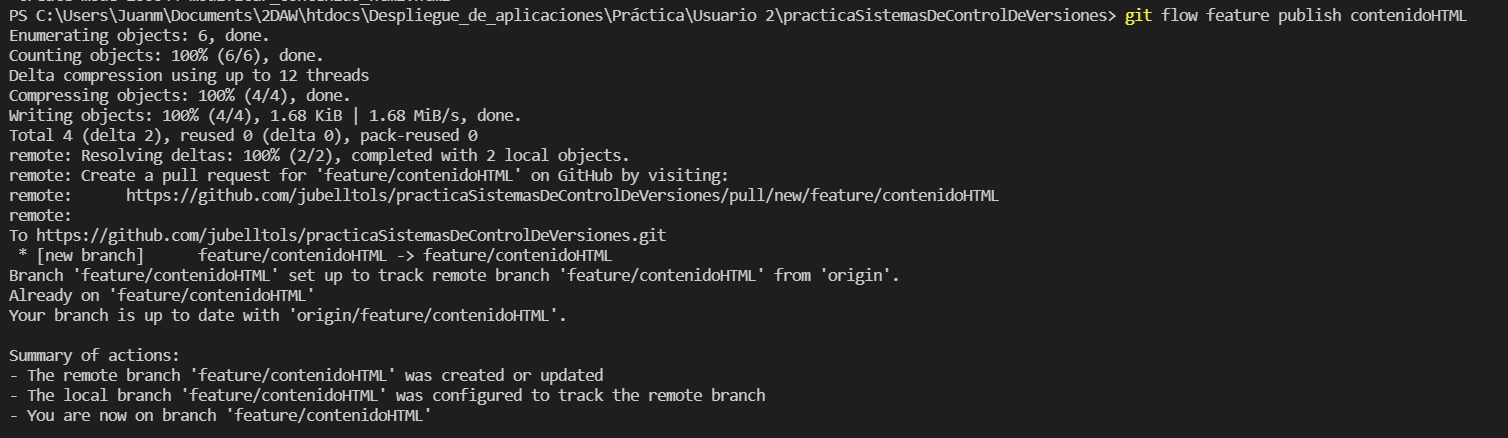 PS C:\Users\Juanm\Documents\2DAW\htdocs\Despliegue_de_aplicaciones\Práctica\Usuario 2\practicaSistemasDeControlDeVersiones> git flow feature publish contenidoHTML
Enumerating objects: 6, done.
Counting objects: 100% (6/6), done.
Delta compression using up to 12 threads
Compressing objects: 100% (4/4), done.
Writing objects: 100% (4/4), 1.68 KiB | 1.68 MiB/s, done.
Total 4 (delta 2), reused 0 (delta 0), pack-reused 0
remote: Resolving deltas: 100% (2/2), completed with 2 local objects.
remote: Create a pull request for 'feature/contenidoHTML' on GitHub by visiting:
remote:      https://github.com/jubelltols/practicaSistemasDeControlDeVersiones/pull/new/feature/contenidoHTML
remote:
To https://github.com/jubelltols/practicaSistemasDeControlDeVersiones.git
 * [new branch]      feature/contenidoHTML -> feature/contenidoHTML
Branch 'feature/contenidoHTML' set up to track remote branch 'feature/contenidoHTML' from 'origin'.
Already on 'feature/contenidoHTML'
Your branch is up to date with 'origin/feature/contenidoHTML'.

Summary of actions:
- The remote branch 'feature/contenidoHTML' was created or updated
- The local branch 'feature/contenidoHTML' was configured to track the remote branch
- You are now on branch 'feature/contenidoHTML'